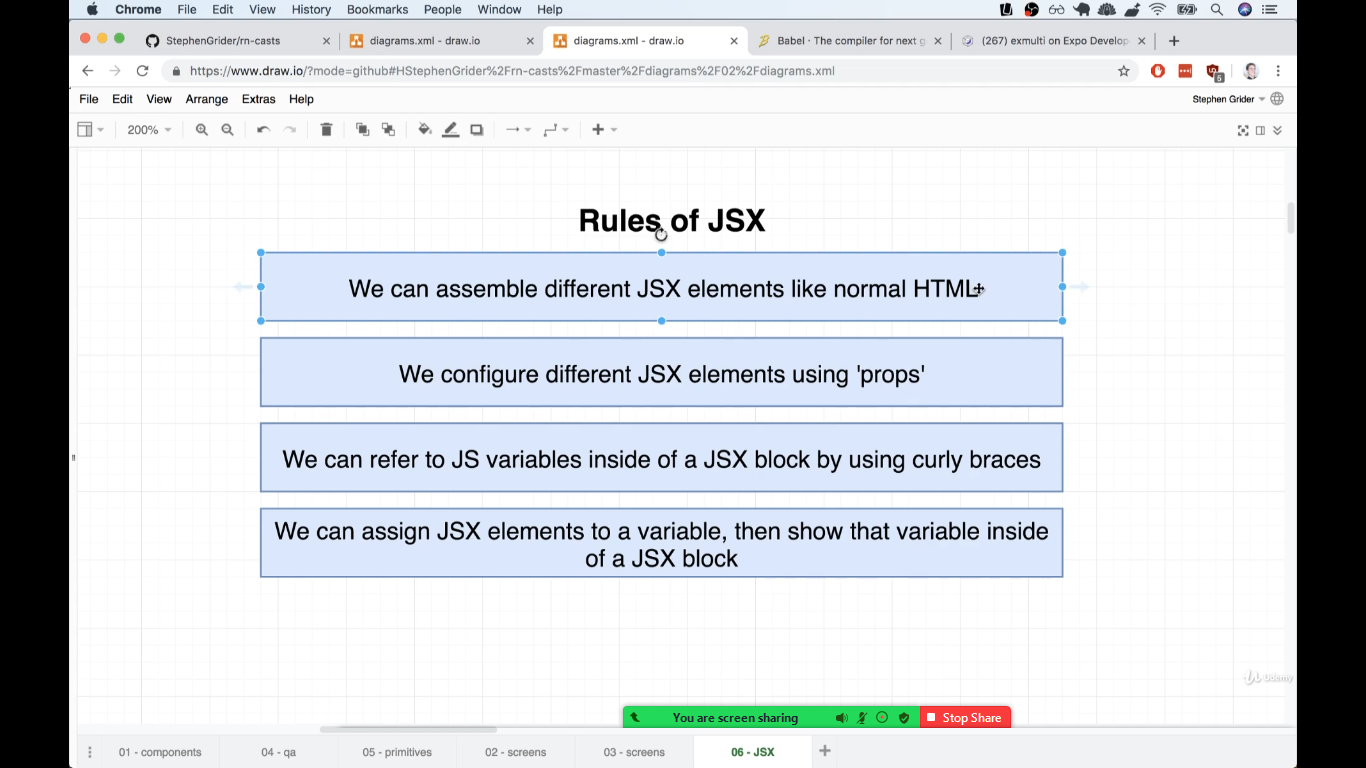 Chrome File Edit View History Bookmarks People Window Help
StephenGrider/rn-casts
diagrams.xml - draw.io
diagrams.xml - draw.io
Babel · The compiler for next g
(267) exmulti on Expo Develop
https://www.draw.io/?mode=github#HStephenGrider%2Frn-casts%2Fmaster%2Fdiagrams%2F02%2Fdiagrams.xml
5
File Edit View Arrange Extras Help
Stephen Grider
200%
Rules of JSX
We can assemble different JSX elements like normal HTML
We configure different JSX elements using 'props'
We can refer to JS variables inside of a JSX block by using curly braces
We can assign JSX elements to a variable, then show that variable inside
of a JSX block
Udemy
You are screen sharing
Stop Share
01 - components
04 - qa
05 - primitives
02 - screens
03 - screens
06 - JSX